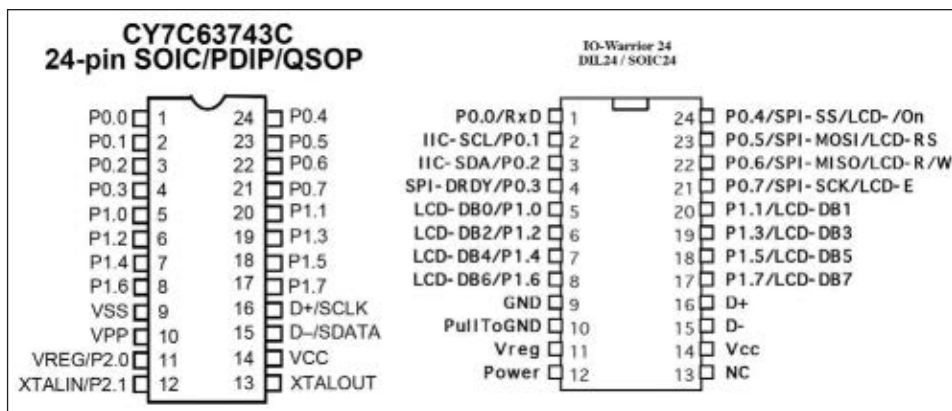 CY7C63743C
24-pin SOIC/PDIP/QSOP
P0.0 1 24 P0.4
P0.1 2 23 P0.5
P0.2 3 22 P0.6
P0.3 4 21 P0.7
P1.0 5 20 P1.1
P1.2 6 19 P1.3
P1.4 7 18 P1.5
P1.6 8 17 P1.7
VSS 9 16 D+/SCLK
VPP 10 15 D–/SDATA
VREG/P2.0 11 14 VCC
XTALIN/P2.1 12 13 XTALOUT
IO-Warrior 24
DIL24 / SOIC24
P0.0/RxD 1 24 P0.4/SPI-SS/LCD-/On
IIC-SCL/P0.1 2 23 P0.5/SPI-MOSI/LCD-RS
IIC-SDA/P0.2 3 22 P0.6/SPI-MISO/LCD-R/W
SPI-DRDY/P0.3 4 21 P0.7/SPI-SCK/LCD-E
LCD-DB0/P1.0 5 20 P1.1/LCD-DB1
LCD-DB2/P1.2 6 19 P1.3/LCD-DB3
LCD-DB4/P1.4 7 18 P1.5/LCD-DB5
LCD-DB6/P1.6 8 17 P1.7/LCD-DB7
GND 9 16 D+
PullToGND 10 15 D-
Vreg 11 14 Vcc
Power 12 13 NC